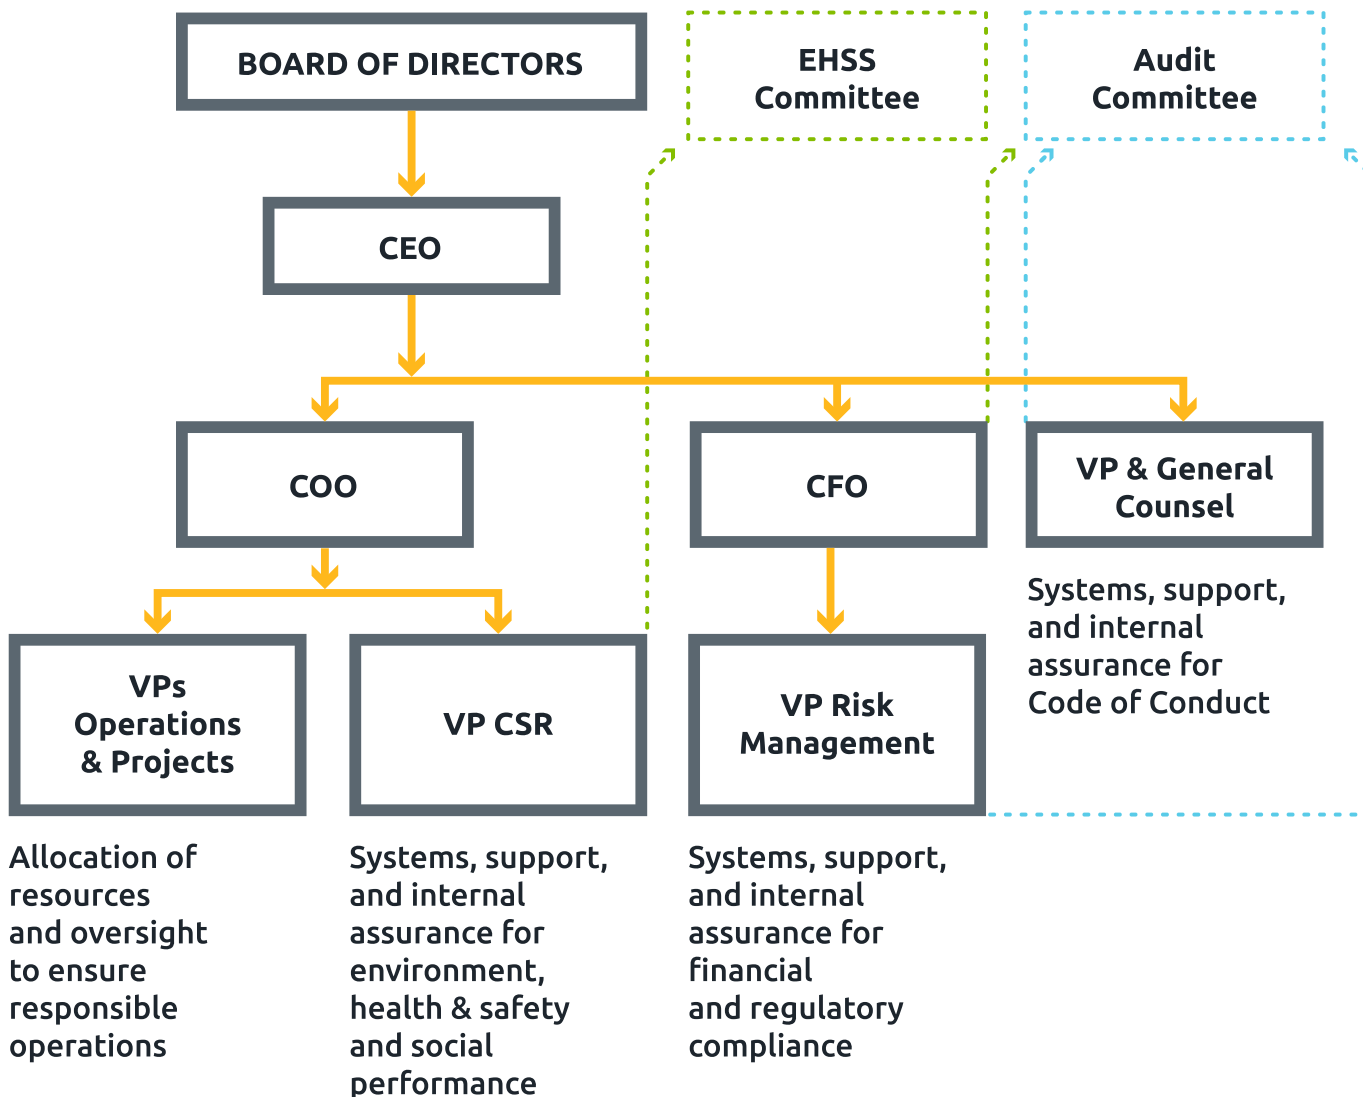 BOARD OF DIRECTORS
EHSS
Committee
Audit
Committee
CEO
COO
CFO
VP & General
Counsel
Systems, support,
and internal
assurance for
Code of Conduct
VPs
Operations
& Projects
VP CSR
VP Risk
Management
Allocation of
resources
and oversight
to ensure
responsible
operations
Systems, support,
and internal
assurance for
environment,
health & safety
and social
performance
Systems, support,
and internal
assurance for
financial
and regulatory
compliance